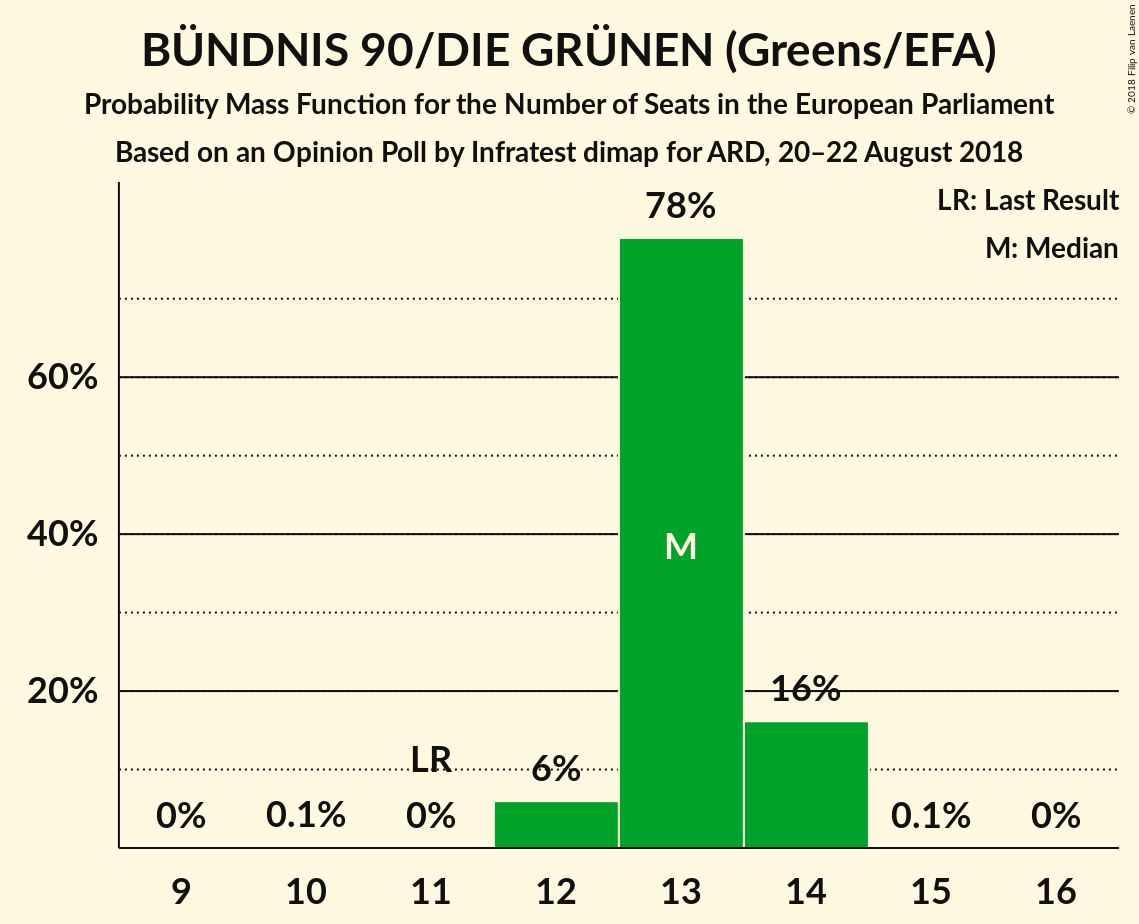 BÜNDNIS 90/DIE GRÜNEN (Greens/EFA)
Probability Mass Function for the Number of Seats in the European Parliament
Based on an Opinion Poll by Infratest dimap for ARD, 20–22 August 2018
© 2018 Filip van Laenen
LR: Last Result
M: Median
78%
60%
40%
M
20%
16%
LR
6%
0%
0.1%
0%
0.1%
0%
9 10 11 12 13 14 15 16